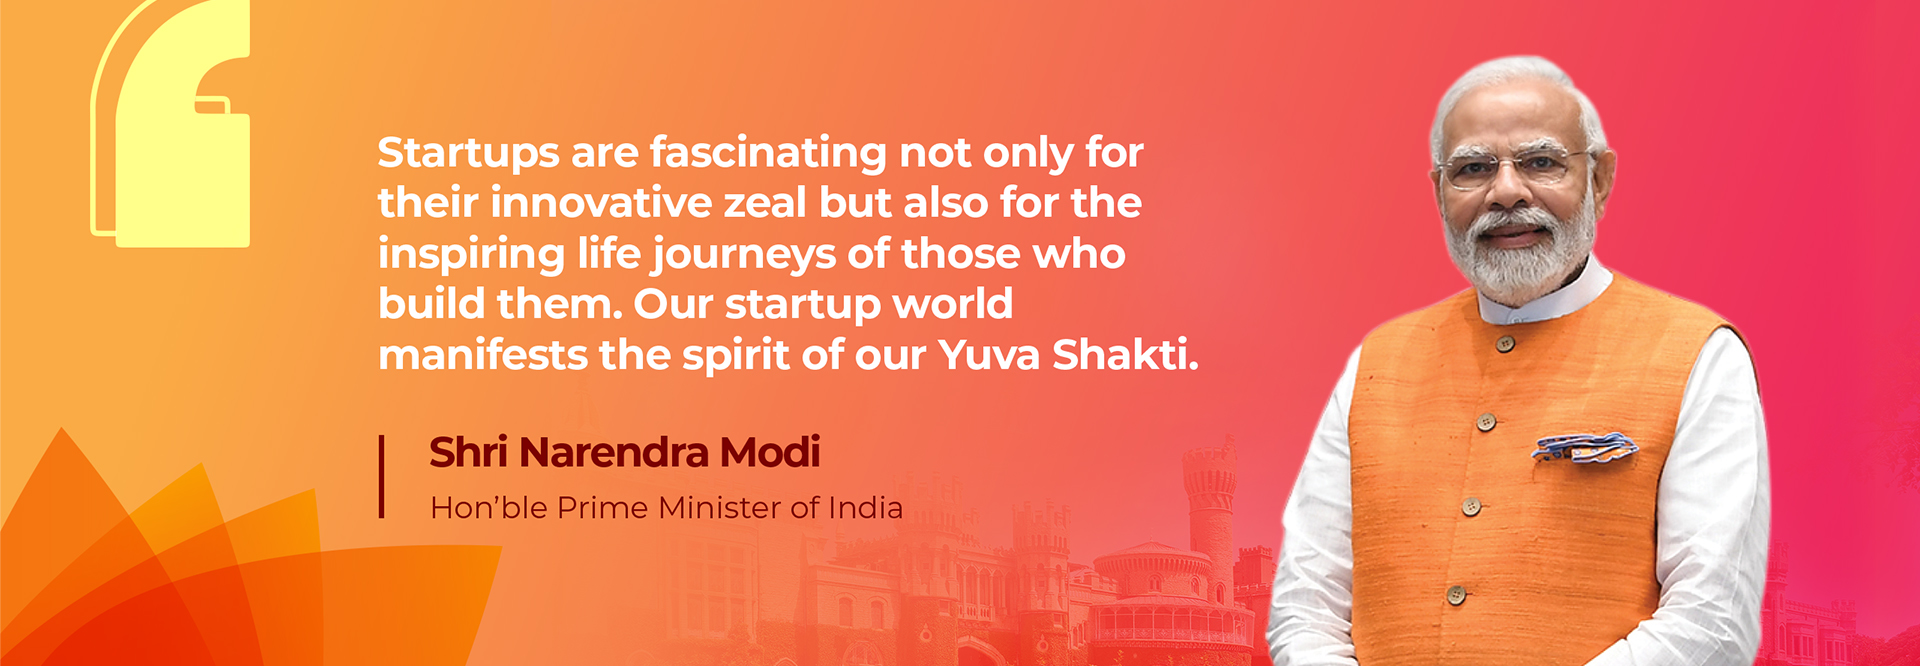 Startups are fascinating not only for
their innovative zeal but also for the
inspiring life journeys of those who
build them. Our startup world
manifests the spirit of our Yuva Shakti.
Shri Narendra Modi
Hon’ble Prime Minister of India